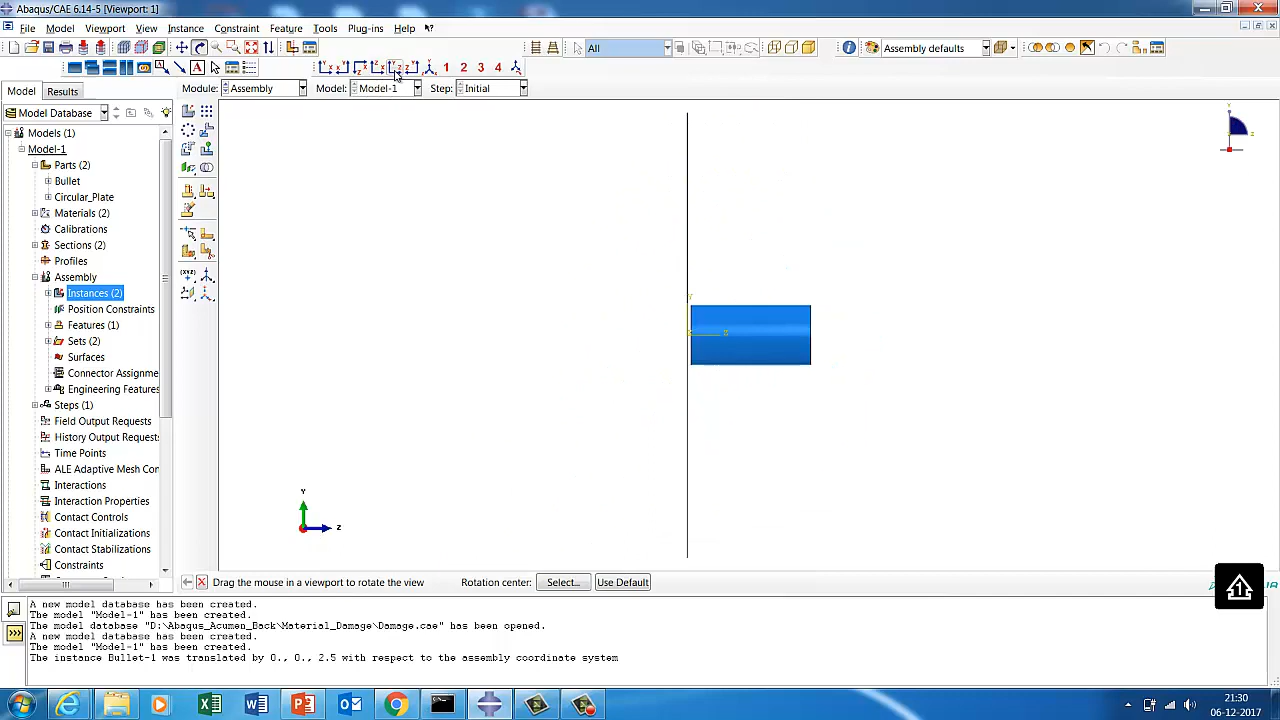 Abaqus/CAE 6.14-5 [Viewport: 1]
File Model Viewport View Instance Constraint Feature Tools Plug-ins Help
All
Assembly defaults
1 2 3 4
Model Results
Module: Assembly Model: Model-1 Step: Initial
Model Database
Models (1)
Model-1
Parts (2)
Bullet
Circular_Plate
Materials (2)
Calibrations
Sections (2)
Profiles
Assembly
Instances (2)
Position Constraints
Features (1)
Sets (2)
Surfaces
Connector Assignme
Engineering Features
Steps (1)
Field Output Requests
History Output Requests
Time Points
ALE Adaptive Mesh Con
Interactions
Interaction Properties
Contact Controls
Contact Initializations
Contact Stabilizations
Constraints
Y
Z
Drag the mouse in a viewport to rotate the view
Rotation center: Select... Use Default
A new model database has been created.
The model "Model-1" has been created.
The model database "D:\Abaqus_Acumen_Back\Material_Damage\Damage.cae" has been opened.
A new model database has been created.
The model "Model-1" has been created.
The instance Bullet-1 was translated by 0., 0., 2.5 with respect to the assembly coordinate system
21:30
06-12-2017